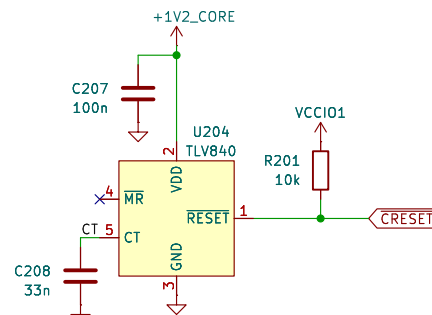 +1V2_CORE
C207
100n
VCCIO1
U204
TLV840
R201
10k
2
VDD
4
MR
RESET
1
CRESET
CT
5
CT
GND
3
C208
33n